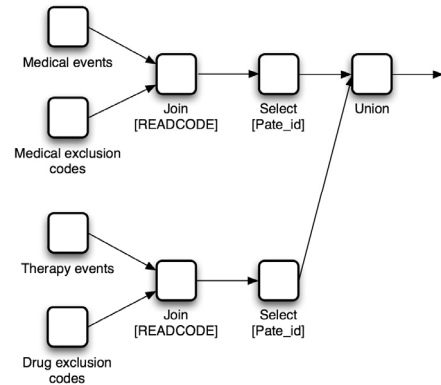 Medical events
Medical exclusion
codes
Join
[READCODE]
Select
[Pate_id]
Union
Therapy events
Drug exclusion
codes
Join
[READCODE]
Select
[Pate_id]